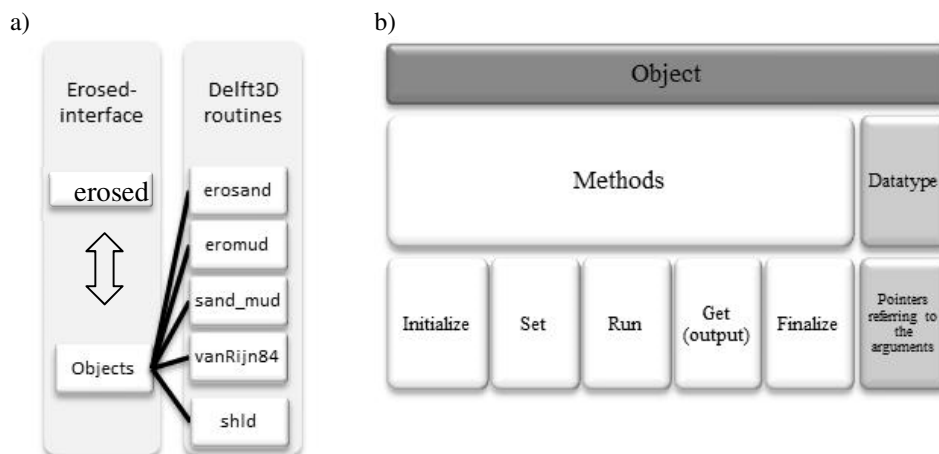 a)
Erosed-
interface
erosed
Objects
Delft3D
routines
erosand
eromud
sand_mud
vanRijn84
shld
b)
Object
Methods
Datatype
Initialize
Set
Run
Get
(output)
Finalize
Pointers
referring to
the
arguments